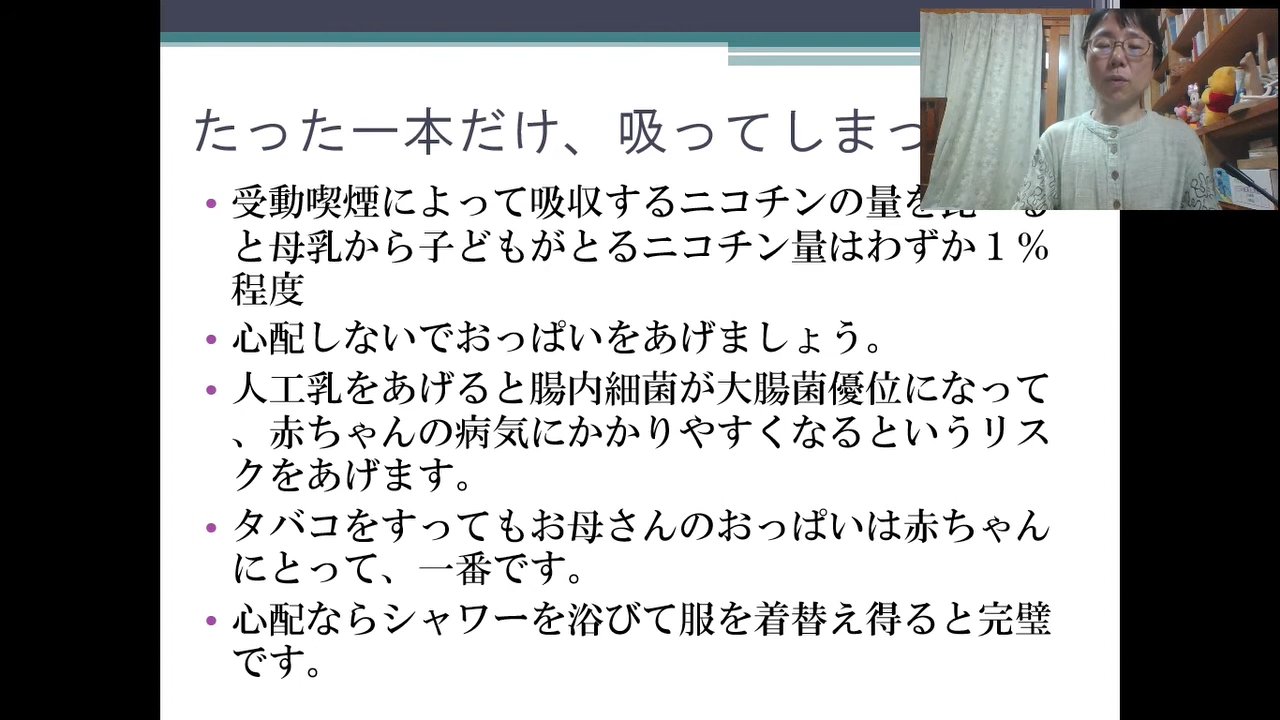 たった一本だけ、吸ってしまっ
受動喫煙によって吸収するニコチンの量を
と母乳から子どもがとるニコチン量はわずか１％
程度
心配しないでおっぱいをあげましょう。
人工乳をあげると腸内細菌が大腸菌優位になって
、赤ちゃんの病気にかかりやすくなるというリス
クをあげます。
タバコをすってもお母さんのおっぱいは赤ちゃん
にとって、一番です。
心配ならシャワーを浴びて服を着替え得ると完璧
です。